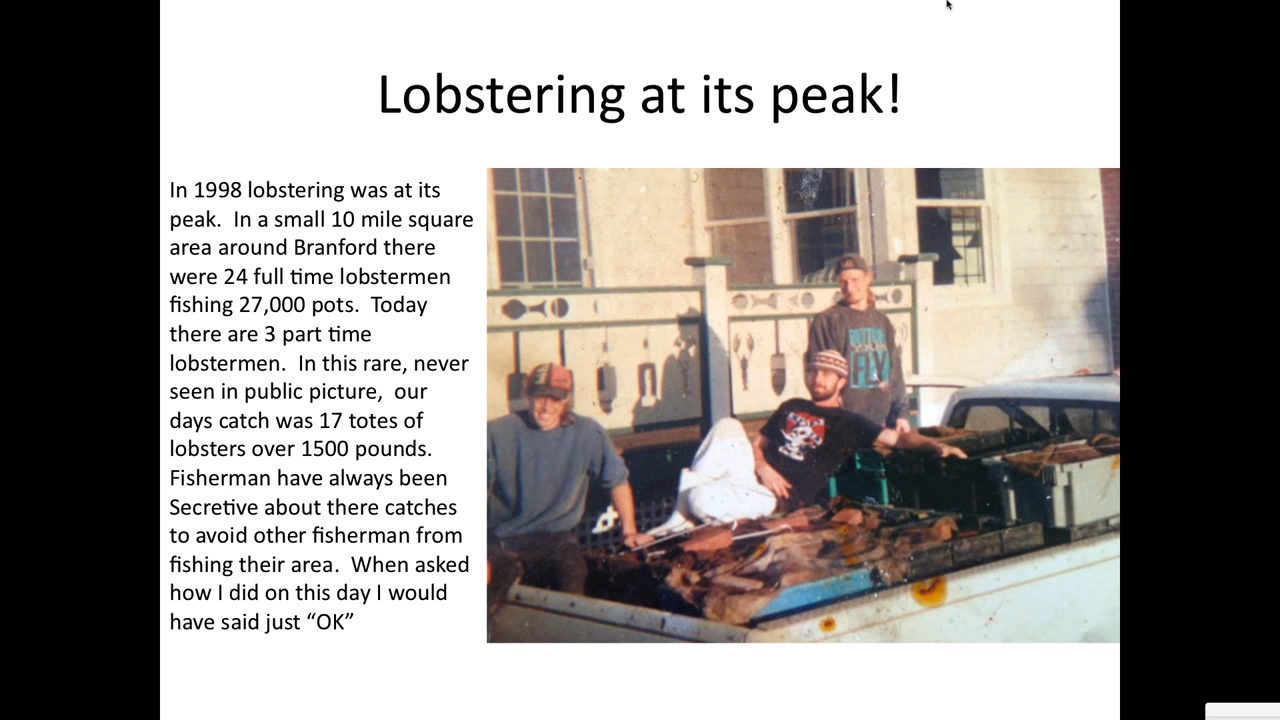 Lobstering at its peak!
In 1998 lobstering was at its
peak.  In a small 10 mile square
area around Branford there
were 24 full time lobstermen
fishing 27,000 pots.  Today
there are 3 part time
lobstermen.  In this rare, never
seen in public picture,  our
days catch was 17 totes of
lobsters over 1500 pounds.
Fisherman have always been
Secretive about there catches
to avoid other fisherman from
fishing their area.  When asked
how I did on this day I would
have said just “OK”
FLY